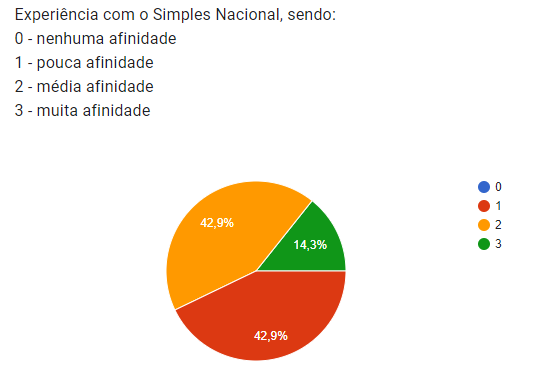 Experiência com o Simples Nacional, sendo:
0 - nenhuma afinidade
1 - pouca afinidade
2 - média afinidade
3 - muita afinidade
0
1
2
3
42,9%
14,3%
42,9%